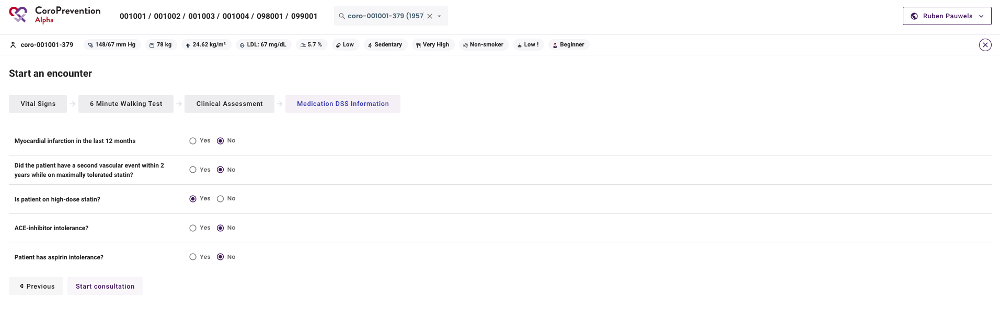 CoroPrevention
Alpha
001001 / 001002 / 001003 / 001004 / 098001 / 099001
coro-001001-379 (1957
Ruben Pauwels
coro-001001-379
148/67 mm Hg
78 kg
24.62 kg/m²
LDL: 67 mg/dL
5.7 %
Low
Sedentary
Very High
Non-smoker
Low !
Beginner
Start an encounter
Vital Signs
6 Minute Walking Test
Clinical Assessment
Medication DSS Information
Myocardial infarction in the last 12 months
Yes No
Did the patient have a second vascular event within 2
years while on maximally tolerated statin?
Yes No
Is patient on high-dose statin?
Yes No
ACE-inhibitor intolerance?
Yes No
Patient has aspirin intolerance?
Yes No
Previous
Start consultation